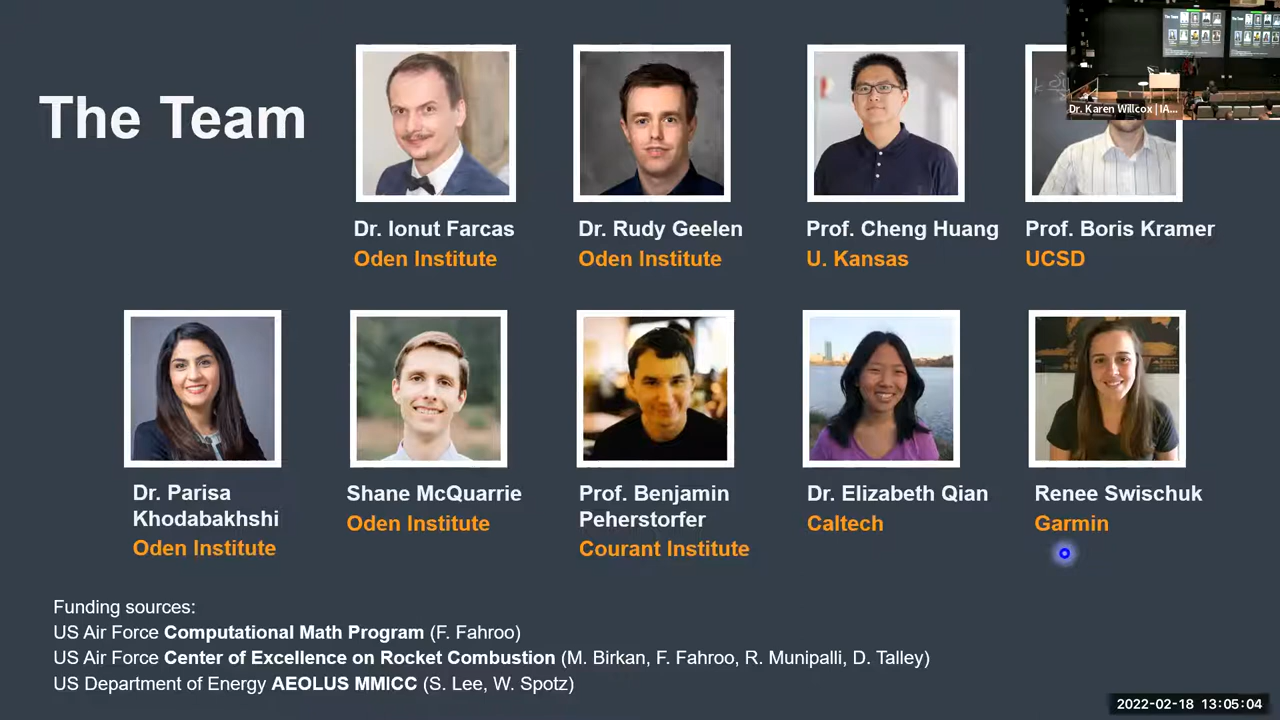 The Team
Dr. Karen Willcox | IA...
Dr. Ionut Farcas
Oden Institute
Dr. Rudy Geelen
Oden Institute
Prof. Cheng Huang
U. Kansas
Prof. Boris Kramer
UCSD
Dr. Parisa
Khodabakhshi
Oden Institute
Shane McQuarrie
Oden Institute
Prof. Benjamin
Peherstorfer
Courant Institute
Dr. Elizabeth Qian
Caltech
Renee Swischuk
Garmin
Funding sources:
US Air Force Computational Math Program (F. Fahroo)
US Air Force Center of Excellence on Rocket Combustion (M. Birkan, F. Fahroo, R. Munipalli, D. Talley)
US Department of Energy AEOLUS MMICC (S. Lee, W. Spotz)
2022-02-18 13:05:04